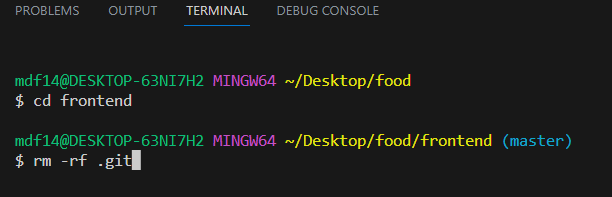 PROBLEMS OUTPUT TERMINAL DEBUG CONSOLE
mdf14@DESKTOP-63NI7H2 MINGW64 ~/Desktop/food
$ cd frontend
mdf14@DESKTOP-63NI7H2 MINGW64 ~/Desktop/food/frontend (master)
$ rm -rf .git